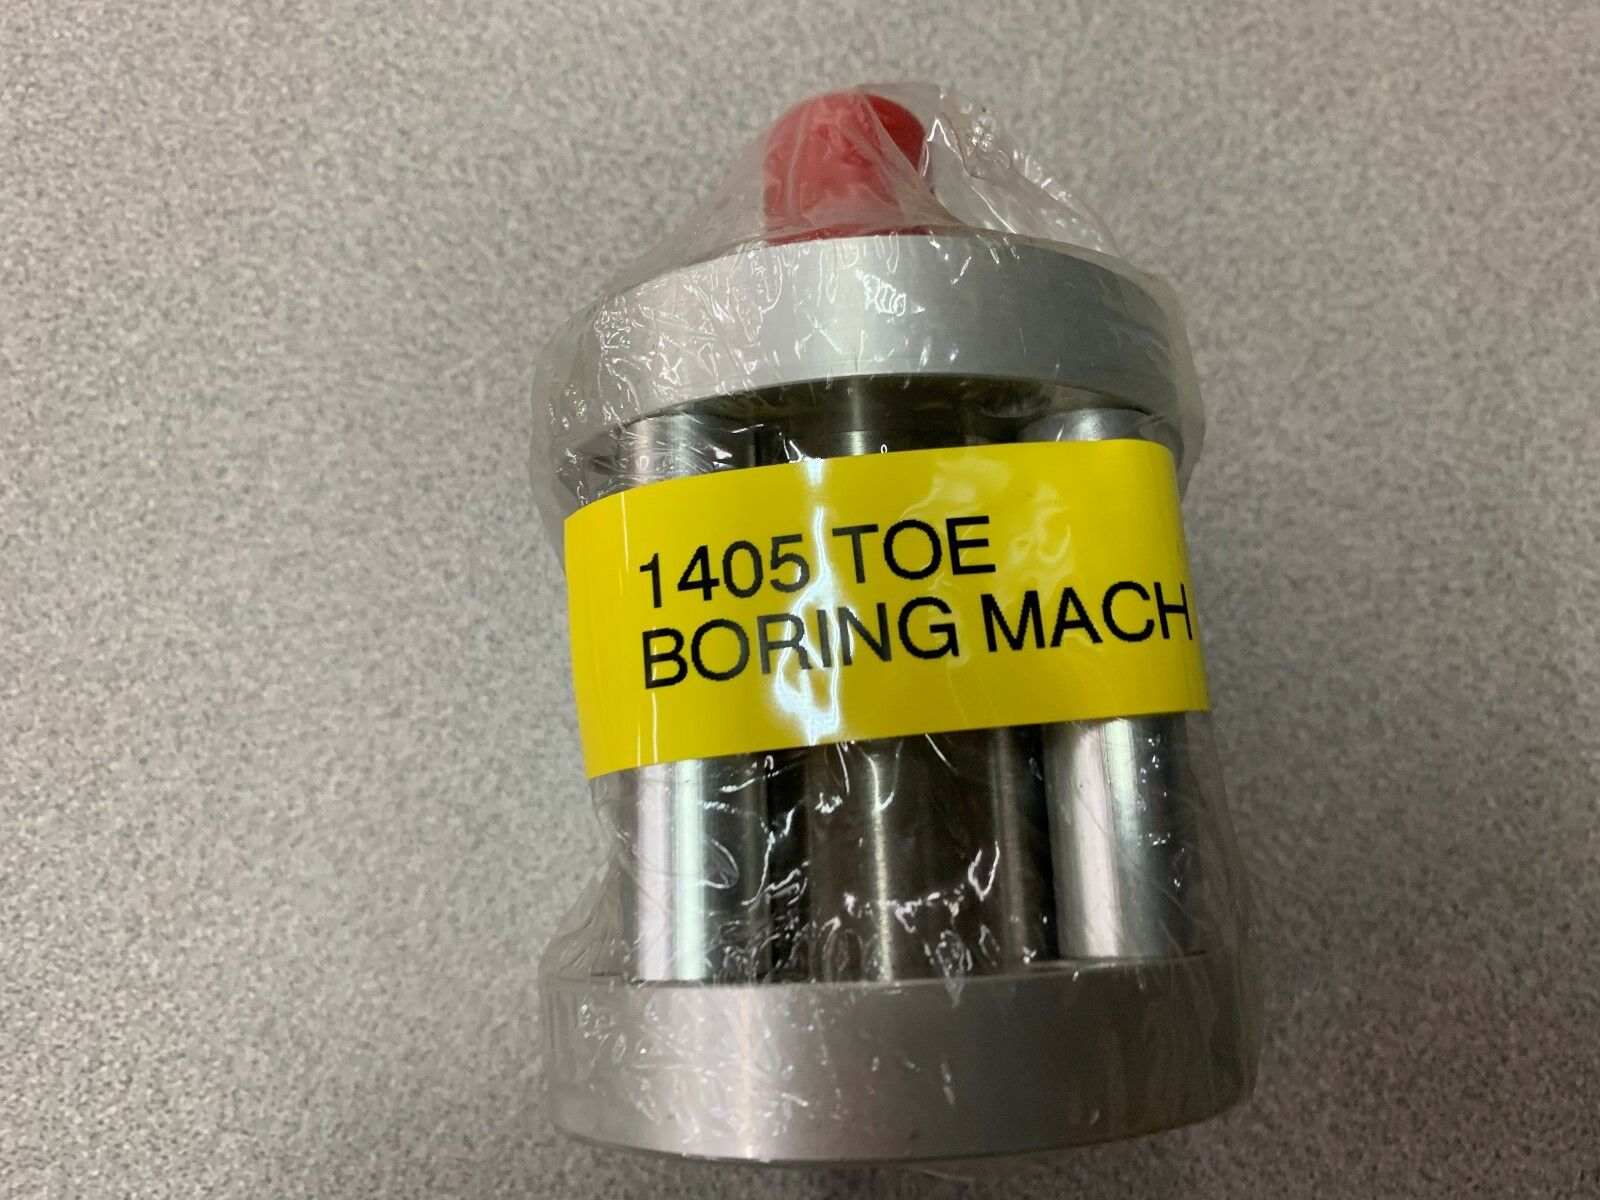 1405 TOE
BORING MACH